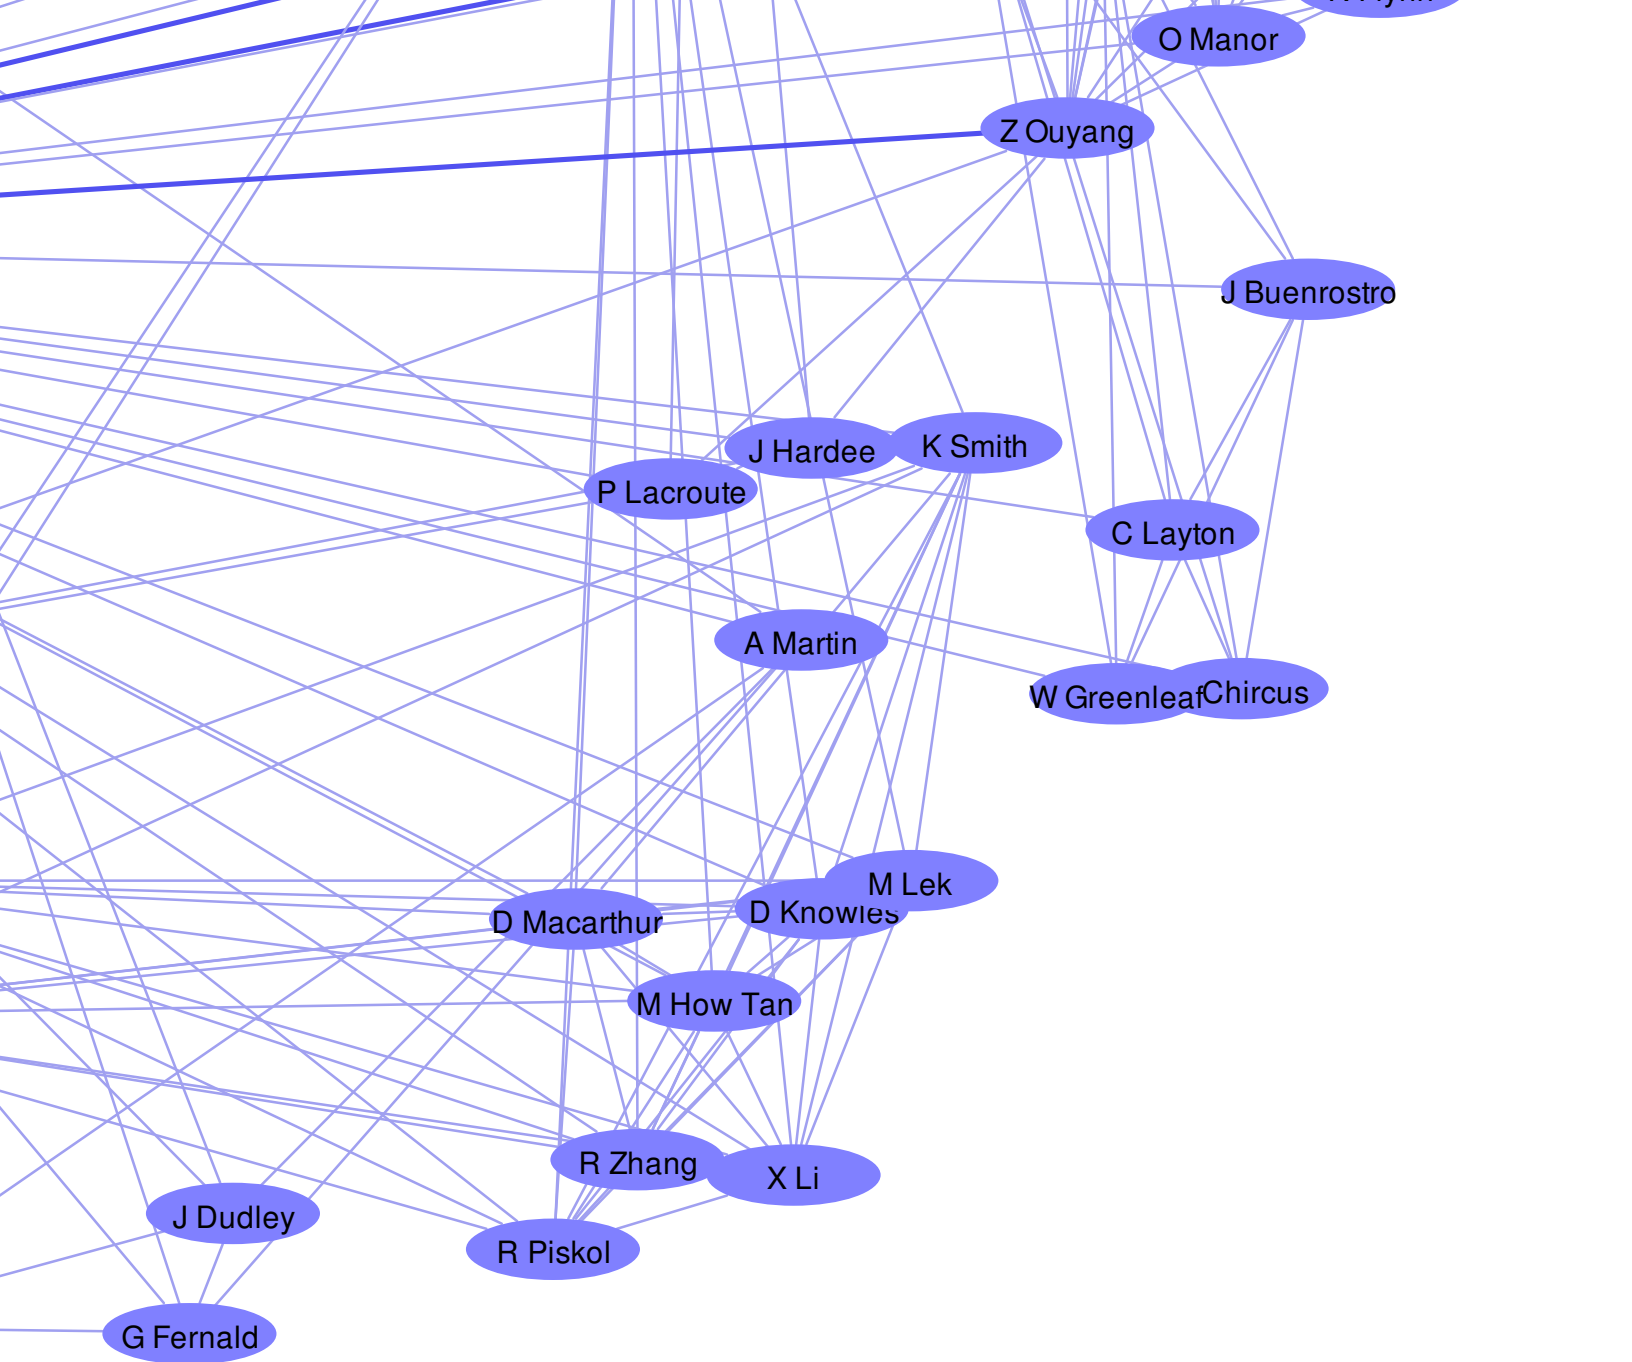 O Manor
Z Ouyang
J Buenrostro
J Hardee
K Smith
P Lacroute
C Layton
A Martin
W Greenleaf
Chircus
M Lek
D Knowles
D Macarthur
M How Tan
R Zhang
X Li
J Dudley
R Piskol
G Fernald